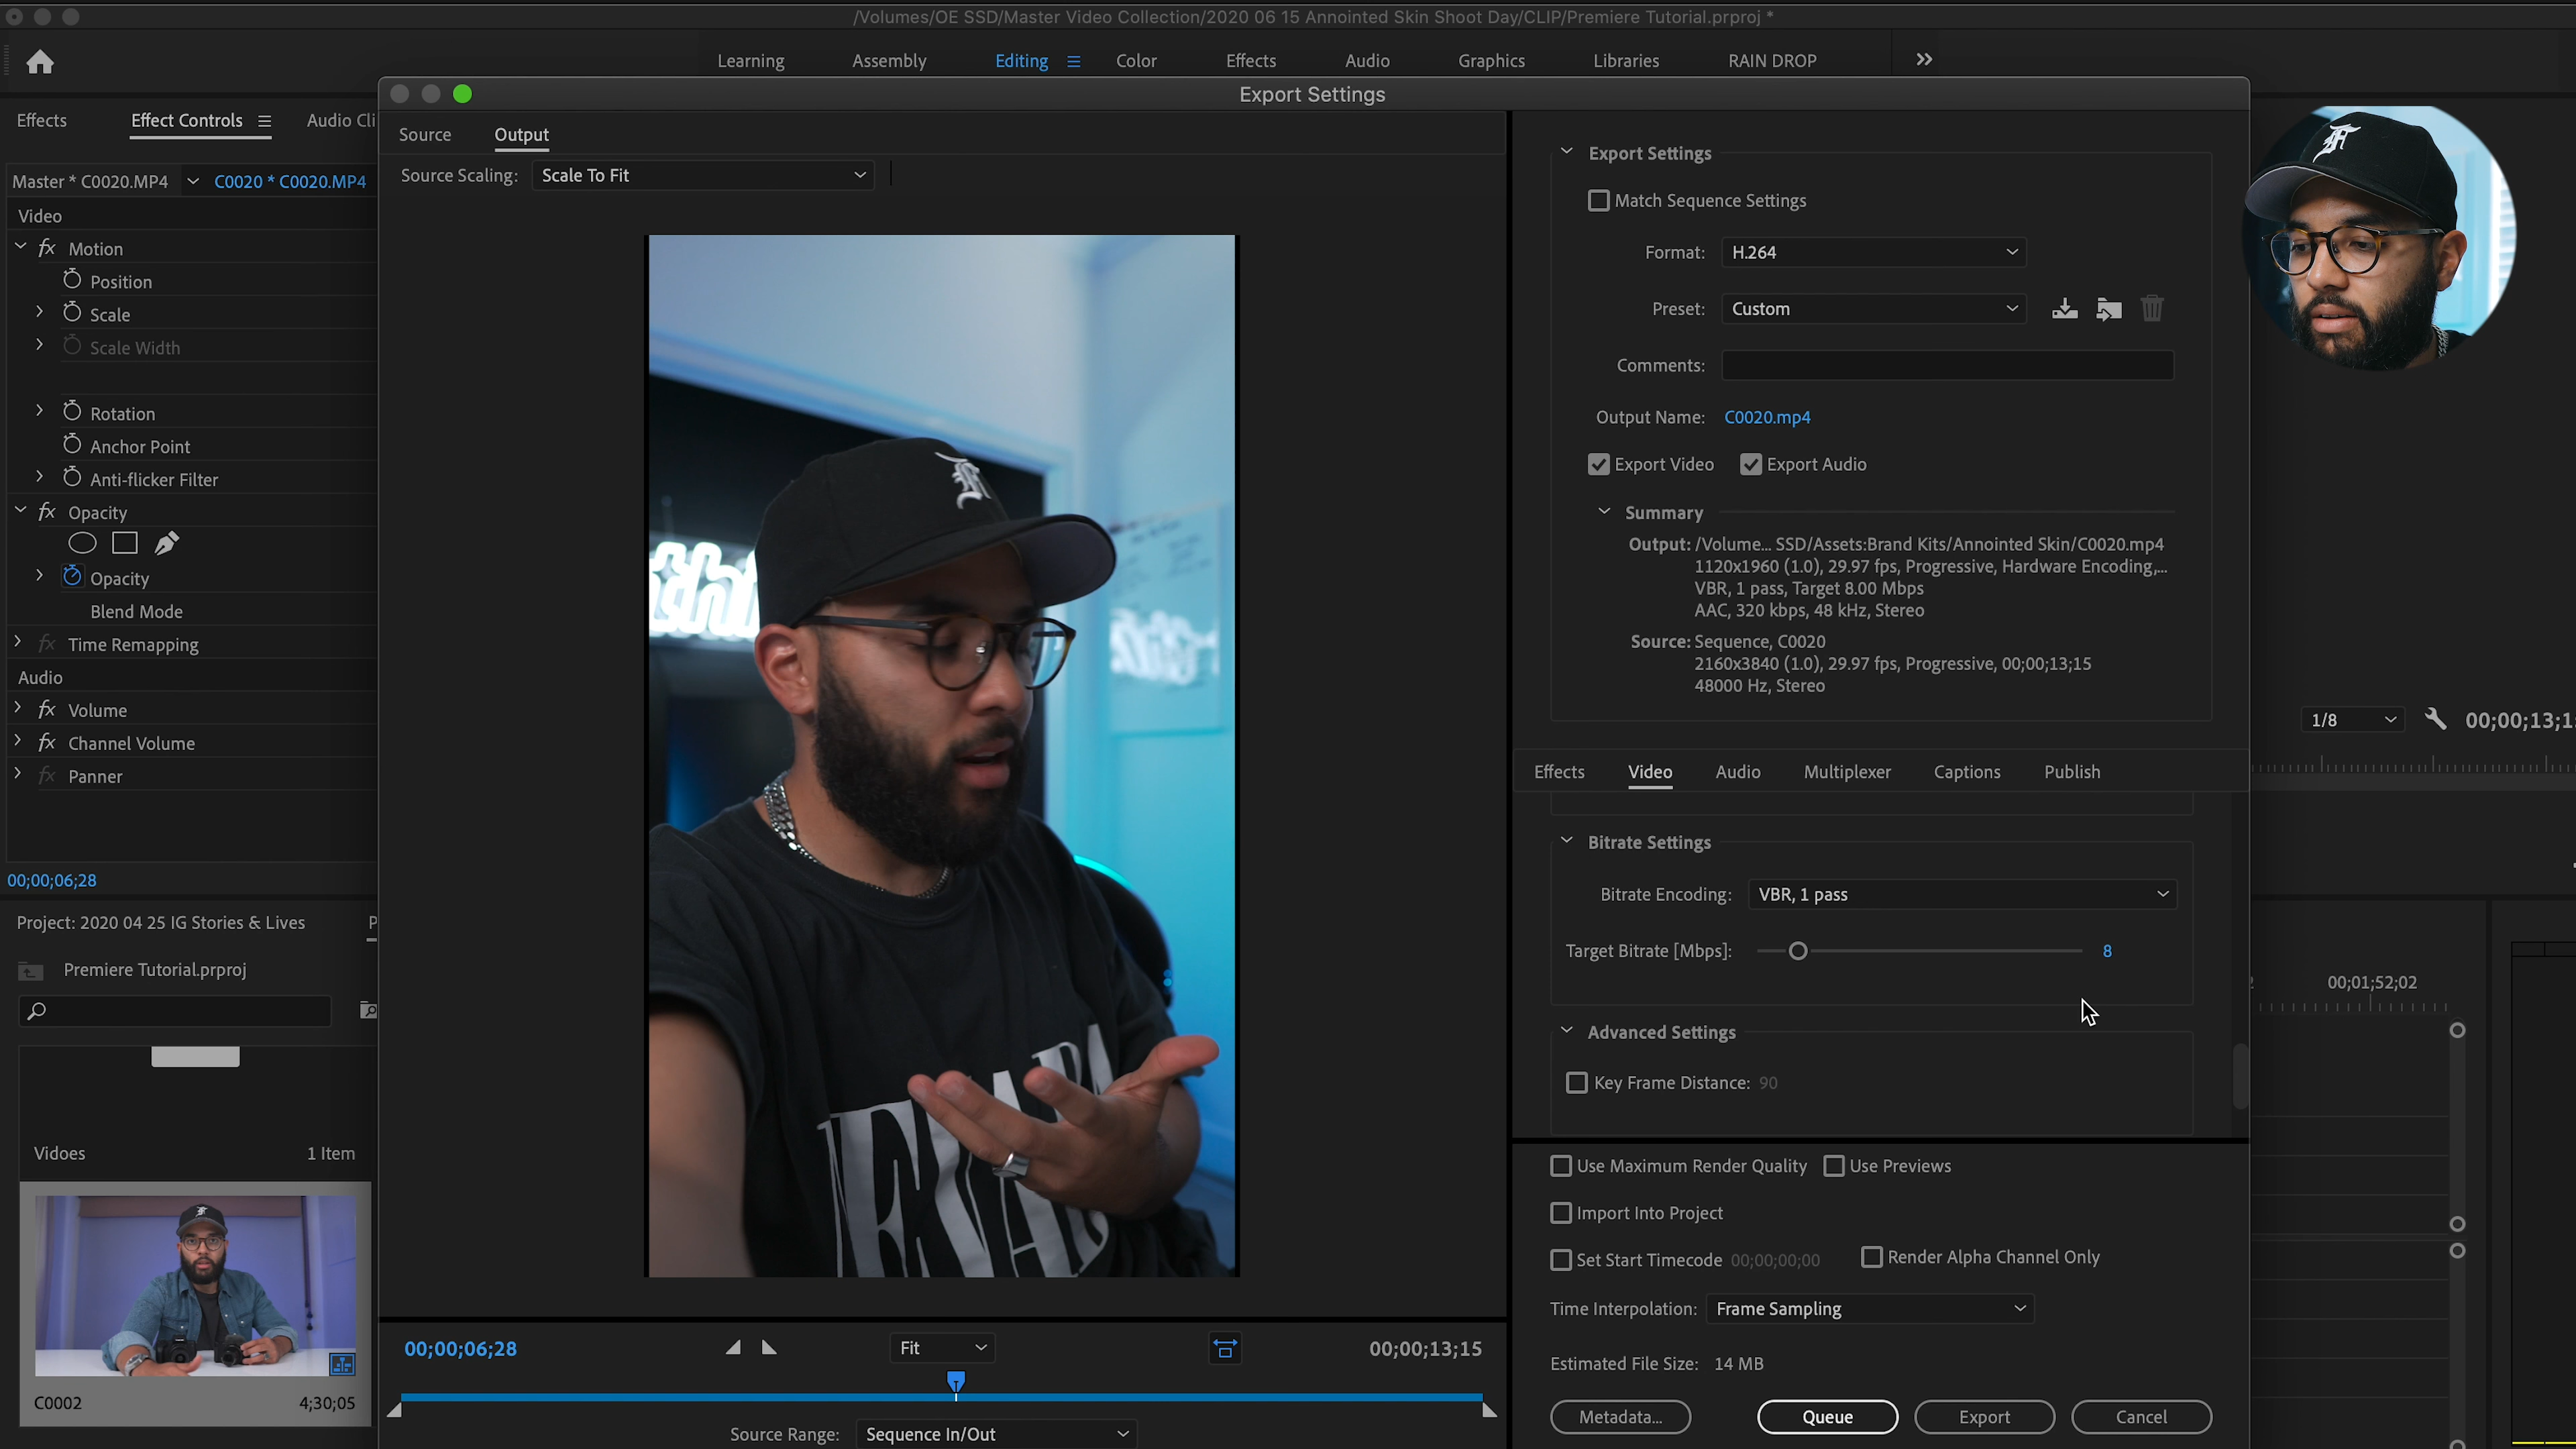 /Volumes/OE SSD/Master Video Collection/2020 06 15 Annointed Skin Shoot Day/CLIP/Premiere Tutorial.prproj *
Learning Assembly Editing Color Effects Audio Graphics Libraries RAIN DROP
Export Settings
Effects Effect Controls Audio Cli
Master * C0020.MP4 C0020 * C0020.MP4
Video
fx Motion
Position
Scale
Scale Width
Rotation
Anchor Point
Anti-flicker Filter
fx Opacity
Opacity
Blend Mode
fx Time Remapping
Audio
fx Volume
fx Channel Volume
fx Panner
00;00;06;28
Project: 2020 04 25 IG Stories & Lives P
Premiere Tutorial.prproj
Vidoes 1 Item
C0002 4;30;05
Source Output
Source Scaling: Scale To Fit
00;00;06;28 Fit 00;00;13;15
Source Range: Sequence In/Out
Export Settings
Match Sequence Settings
Format: H.264
Preset: Custom
Comments:
Output Name: C0020.mp4
Export Video Export Audio
Summary
Output: /Volume... SSD/Assets:Brand Kits/Annointed Skin/C0020.mp4
1120x1960 (1.0), 29.97 fps, Progressive, Hardware Encoding,...
VBR, 1 pass, Target 8.00 Mbps
AAC, 320 kbps, 48 kHz, Stereo
Source: Sequence, C0020
2160x3840 (1.0), 29.97 fps, Progressive, 00;00;13;15
48000 Hz, Stereo
Effects Video Audio Multiplexer Captions Publish
Bitrate Settings
Bitrate Encoding: VBR, 1 pass
Target Bitrate [Mbps]: 8
Advanced Settings
Key Frame Distance: 90
Use Maximum Render Quality Use Previews
Import Into Project
Set Start Timecode 00;00;00;00 Render Alpha Channel Only
Time Interpolation: Frame Sampling
Estimated File Size: 14 MB
Metadata... Queue Export Cancel
1/8 00;00;13;1
00;01;52;02